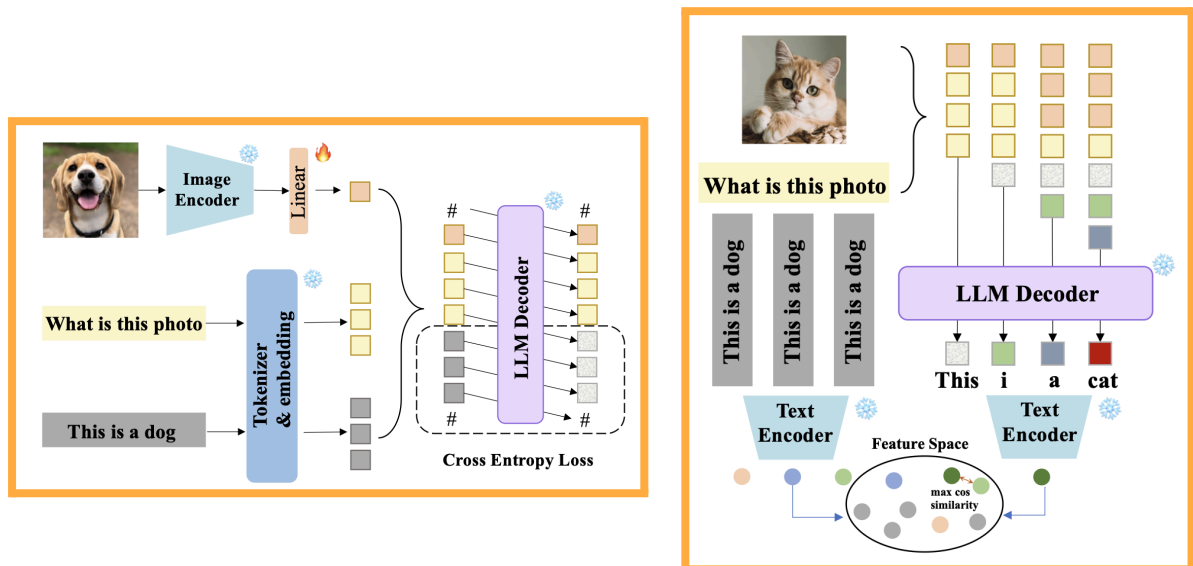 Image
Encoder
Linear
What is this photo
Tokenizer
& embedding
This is a dog
#
#
LLM Decoder
#
#
Cross Entropy Loss
What is this photo
This is a dog
This is a dog
This is a dog
LLM Decoder
This i a cat
Text
Encoder
Text
Encoder
Feature Space
max cos
similarity